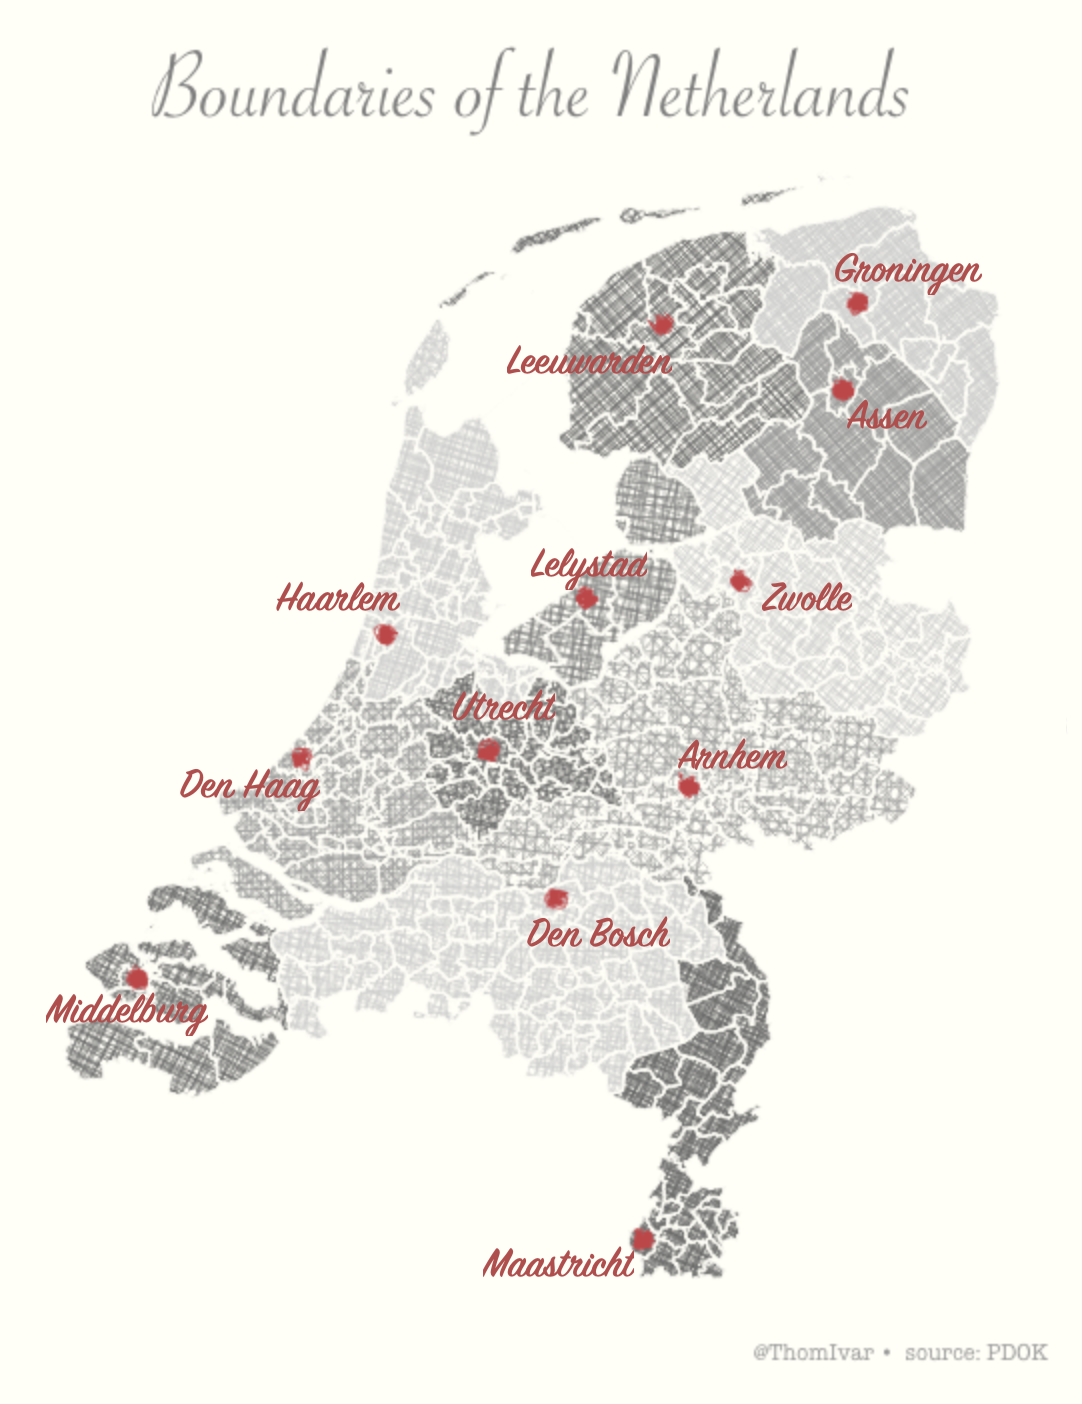 Boundaries of the Netherlands
Groningen
Leeuwarden
Assen
Lelystad
Haarlem
Zwolle
Utrecht
Arnhem
Den Haag
Den Bosch
Middelburg
Maastricht
@ThomIvar • source: PDOK